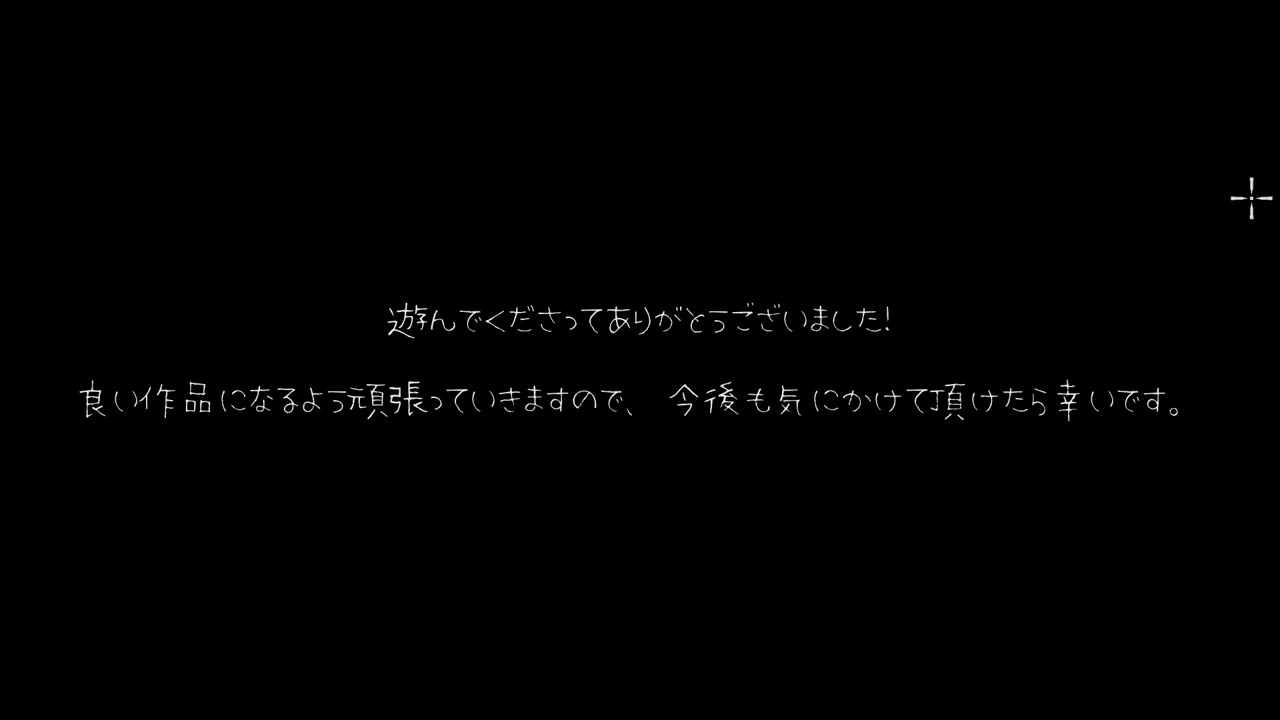 遊んでくださってありがとうございました!
良い作品になるよう頑張っていきますので、 今後も気にかけて頂けたら幸いです。